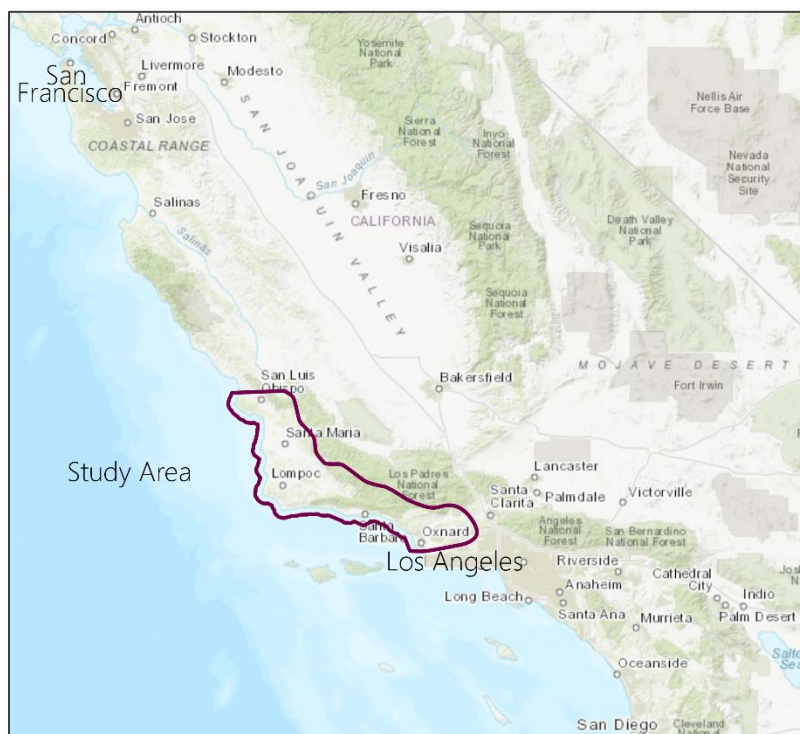 Antioch
Concord
Stockton
Livermore
San
Francisco
Fremont
Modesto
San Jose
COASTAL RANGE
Yosemite
National
Park
Sierra
National
Forest
Inyo
National
Forest
Nellis Air
Force Base
Nevada
National
Security
Site
SAN JOAQUIN VALLEY
San Joaquin
Salinas
Salinas
Fresno
CALIFORNIA
Visalia
Sequoia
National
Park
Death Valley
National
Park
Sequoia
National
Forest
MOJAVE DESERT
San Luis
Obispo
Bakersfield
Fort Irwin
Santa Maria
Study Area
Lompoc
Los Padres
National
Forest
Lancaster
Santa
Clarita
Palmdale
Victorville
Santa
Barbara
Oxnard
Angeles
National
Forest
San Bernardino
National Forest
Los Angeles
Riverside
Cathedral
City
Long Beach
Anaheim
Indio
Santa Ana
Murrieta
Palm Desert
Oceanside
San Diego
Cleveland
National